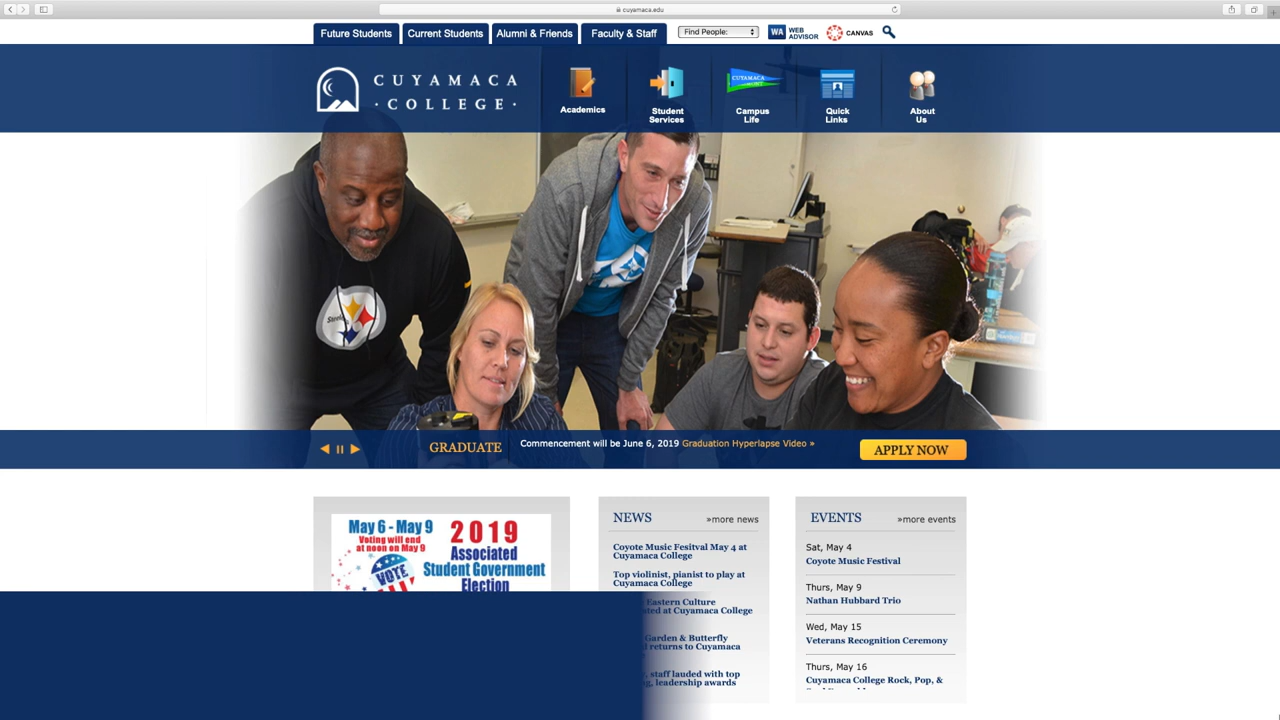 cuyamaca.edu
Future Students
Current Students
Alumni & Friends
Faculty & Staff
Find People:
WA WEB
ADVISOR
CANVAS
CUYAMACA
· COLLEGE ·
Academics
Student
Services
CUYAMACA
Campus
Life
Quick
Links
About
Us
Steelers
GRADUATE
Commencement will be June 6, 2019 Graduation Hyperlapse Video »
APPLY NOW
May 6 - May 9
Voting will end
at noon on May 9
VOTE
2019
Associated
Student Government
Election
NEWS
»more news
Coyote Music Fesitval May 4 at
Cuyamaca College
Top violinist, pianist to play at
Cuyamaca College
Eastern Culture
at Cuyamaca College
Garden & Butterfly
returns to Cuyamaca
staff lauded with top
leadership awards
EVENTS
»more events
Sat, May 4
Coyote Music Festival
Thurs, May 9
Nathan Hubbard Trio
Wed, May 15
Veterans Recognition Ceremony
Thurs, May 16
Cuyamaca College Rock, Pop, &